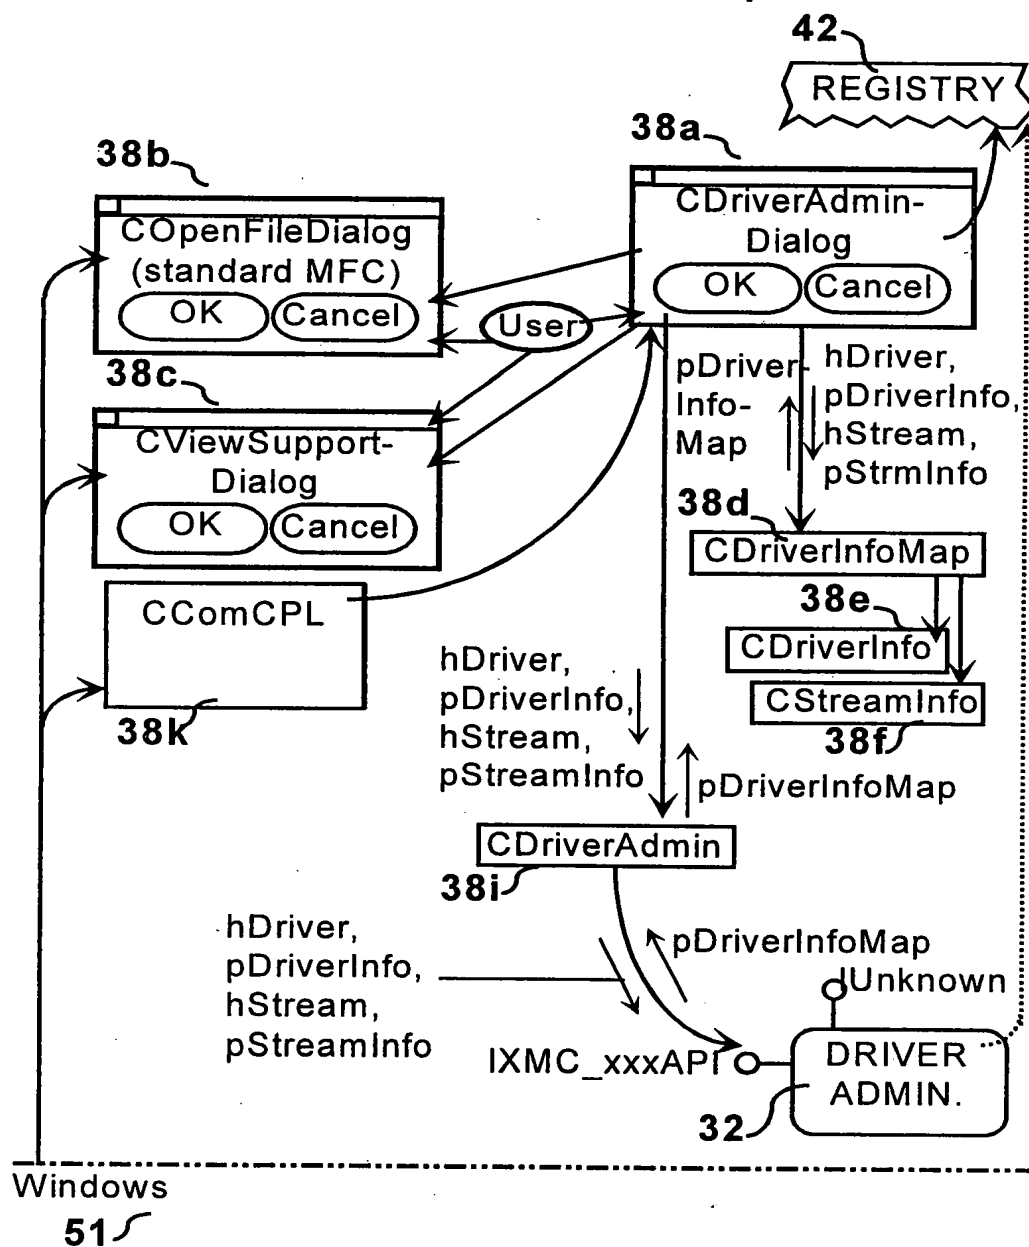 42
REGISTRY
38a
38b
CDriverAdmin-
Dialog
OK
Cancel
COpenFileDialog
(standard MFC)
OK
Cancel
User
38c
CViewSupport-
Dialog
OK
Cancel
pDriver-
Info-
Map
hDriver,
pDriverInfo,
hStream,
pStrmInfo
38d
CDriverInfoMap
38e
CDriverInfo
CStreamInfo
38f
CComCPL
38k
hDriver,
pDriverInfo,
hStream,
pStreamInfo
pDriverInfoMap
CDriverAdmin
38i
hDriver,
pDriverInfo,
hStream,
pStreamInfo
pDriverInfoMap
IUnknown
IXMC_xxxAPI
DRIVER
ADMIN.
32
Windows
51